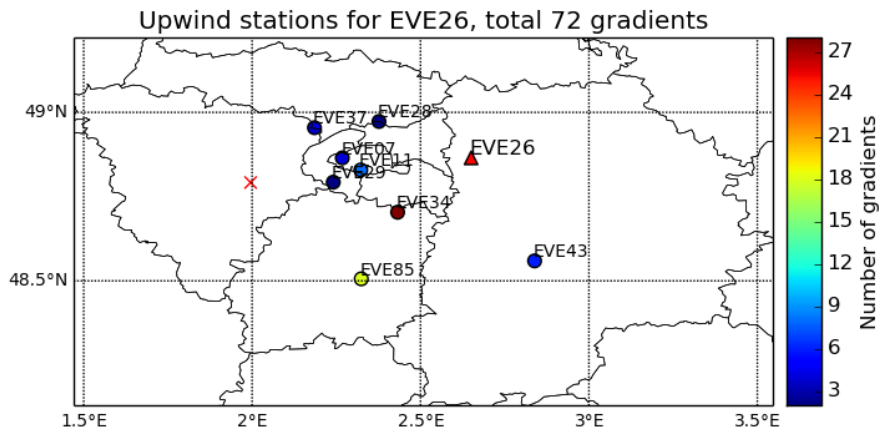 Upwind stations for EVE26, total 72 gradients
49°N
48.5°N
1.5°E
2°E
2.5°E
3°E
3.5°E
EVE37
EVE28
EVE07
EVE11
EVE29
EVE26
EVE34
EVE43
EVE85
27
24
21
18
15
12
9
6
3
Number of gradients